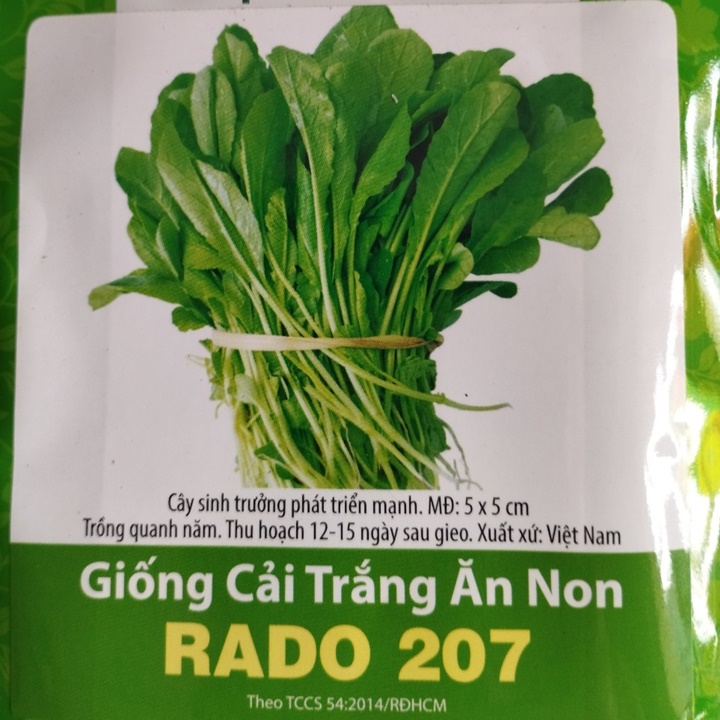 Cây sinh trưởng phát triển mạnh. MĐ: 5 x 5 cm
Trồng quanh năm. Thu hoạch 12-15 ngày sau gieo. Xuất xứ: Việt Nam
Giống Cải Trắng Ăn Non
RADO 207
Theo TCCS 54:2014/RĐHCM